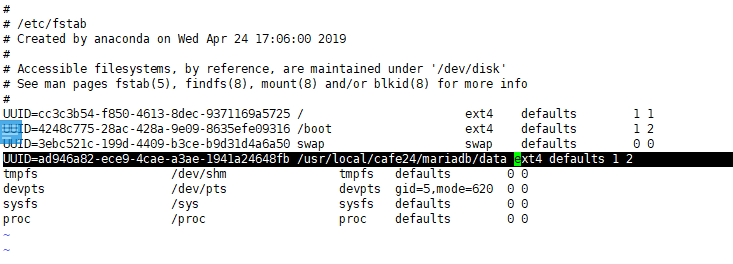 #
# /etc/fstab
# Created by anaconda on Wed Apr 24 17:06:00 2019
#
# Accessible filesystems, by reference, are maintained under '/dev/disk'
# See man pages fstab(5), findfs(8), mount(8) and/or blkid(8) for more info
#
UUID=cc3c3b54-f850-4613-8dec-9371169a5725 / ext4 defaults 1 1
UUID=4248c775-28ac-428a-9e09-8635efe09316 /boot ext4 defaults 1 2
UUID=3ebc521c-199d-4409-b3ce-b9d31d4a6a50 swap swap defaults 0 0
UUID=ad946a82-ece9-4cae-a3ae-1941a24648fb /usr/local/cafe24/mariadb/data ext4 defaults 1 2
tmpfs /dev/shm tmpfs defaults 0 0
devpts /dev/pts devpts gid=5,mode=620 0 0
sysfs /sys sysfs defaults 0 0
proc /proc proc defaults 0 0
~
~